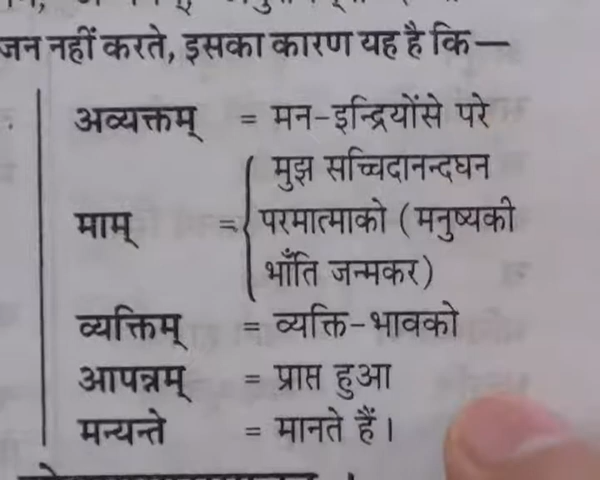 जन नहीं करते, इसका कारण यह है कि—
अव्यक्तम् = मन-इन्द्रियोंसे परे
मुझ सच्चिदानन्दघन
माम् = परमात्माको (मनुष्यकी
भाँति जन्मकर)
व्यक्तिम् = व्यक्ति-भावको
आपन्नम् = प्राप्त हुआ
मन्यन्ते = मानते हैं।